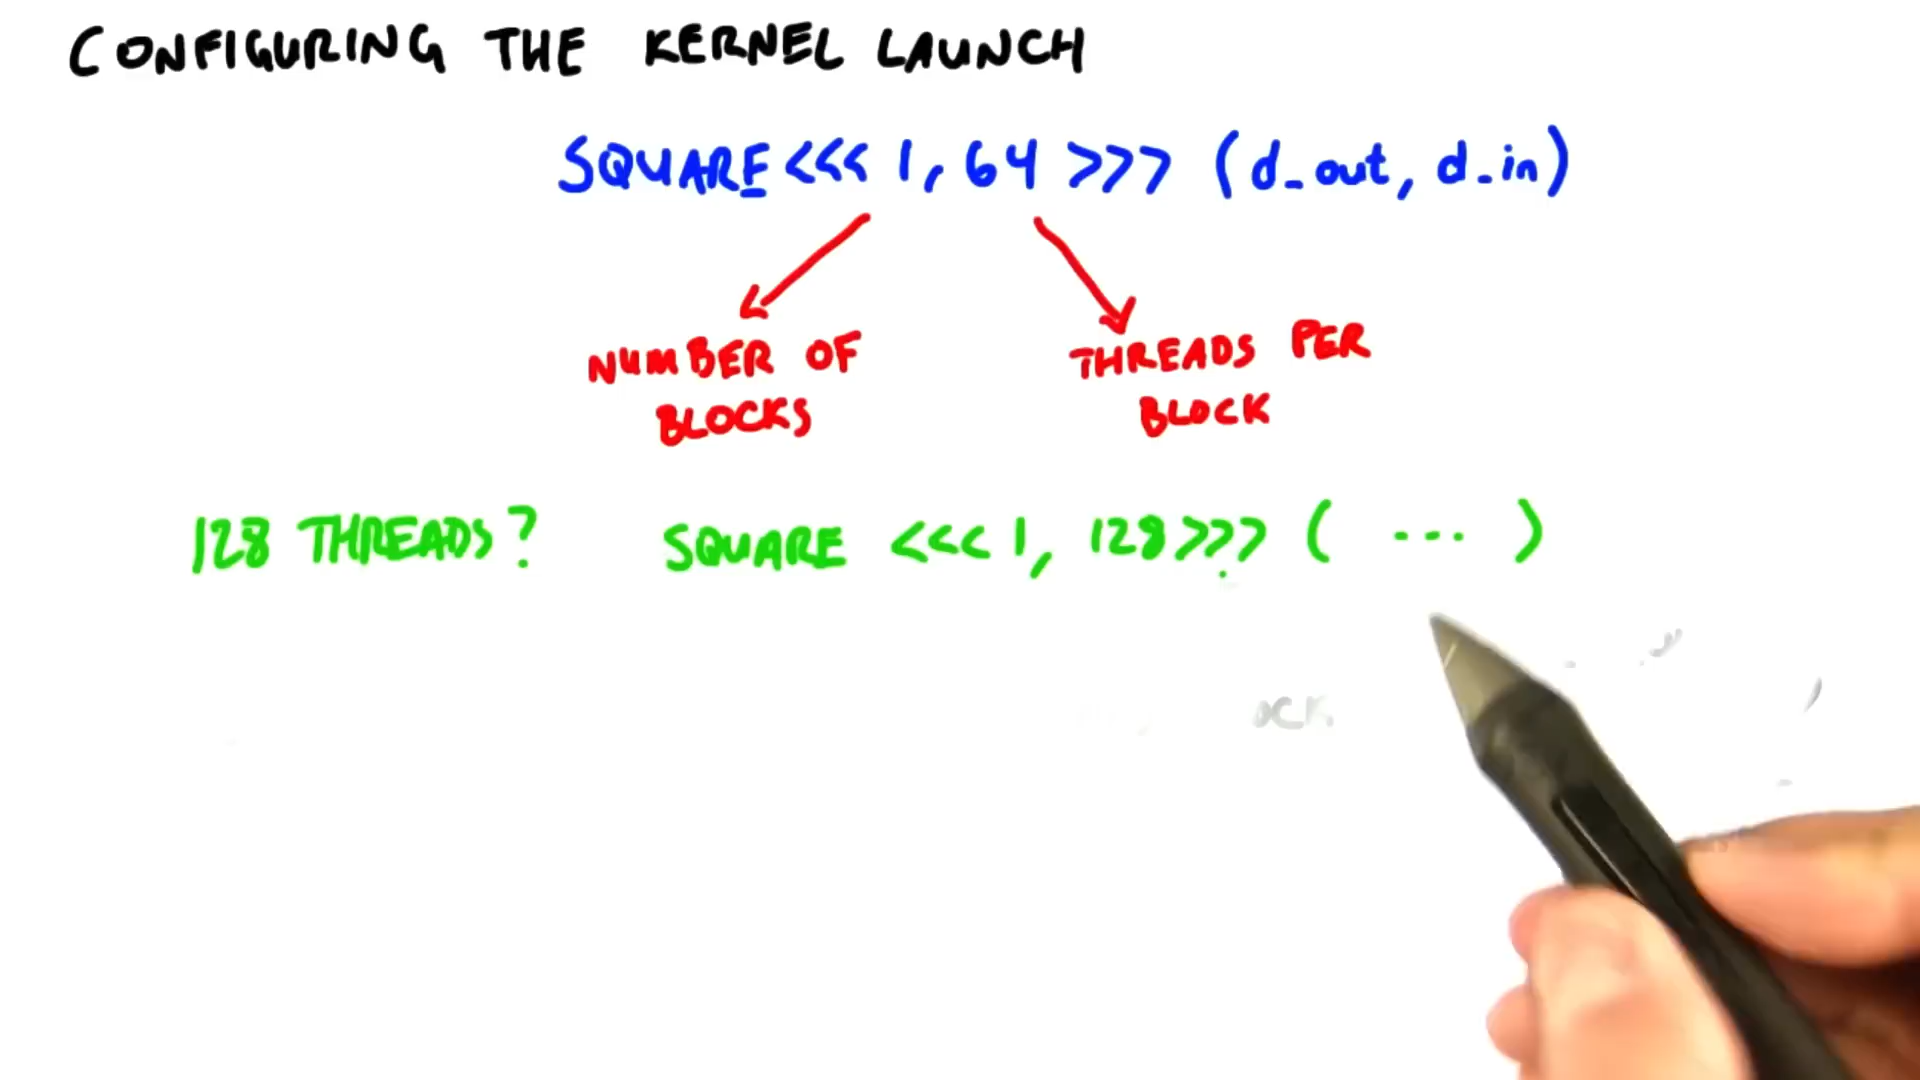 CONFIGURING THE KERNEL LAUNCH
SQUARE<<< 1, 64 >>> (d_out, d_in)
NUMBER OF
BLOCKS
THREADS PER
BLOCK
128 THREADS? SQUARE <<< 1, 128 >>> ( ... )
OCK